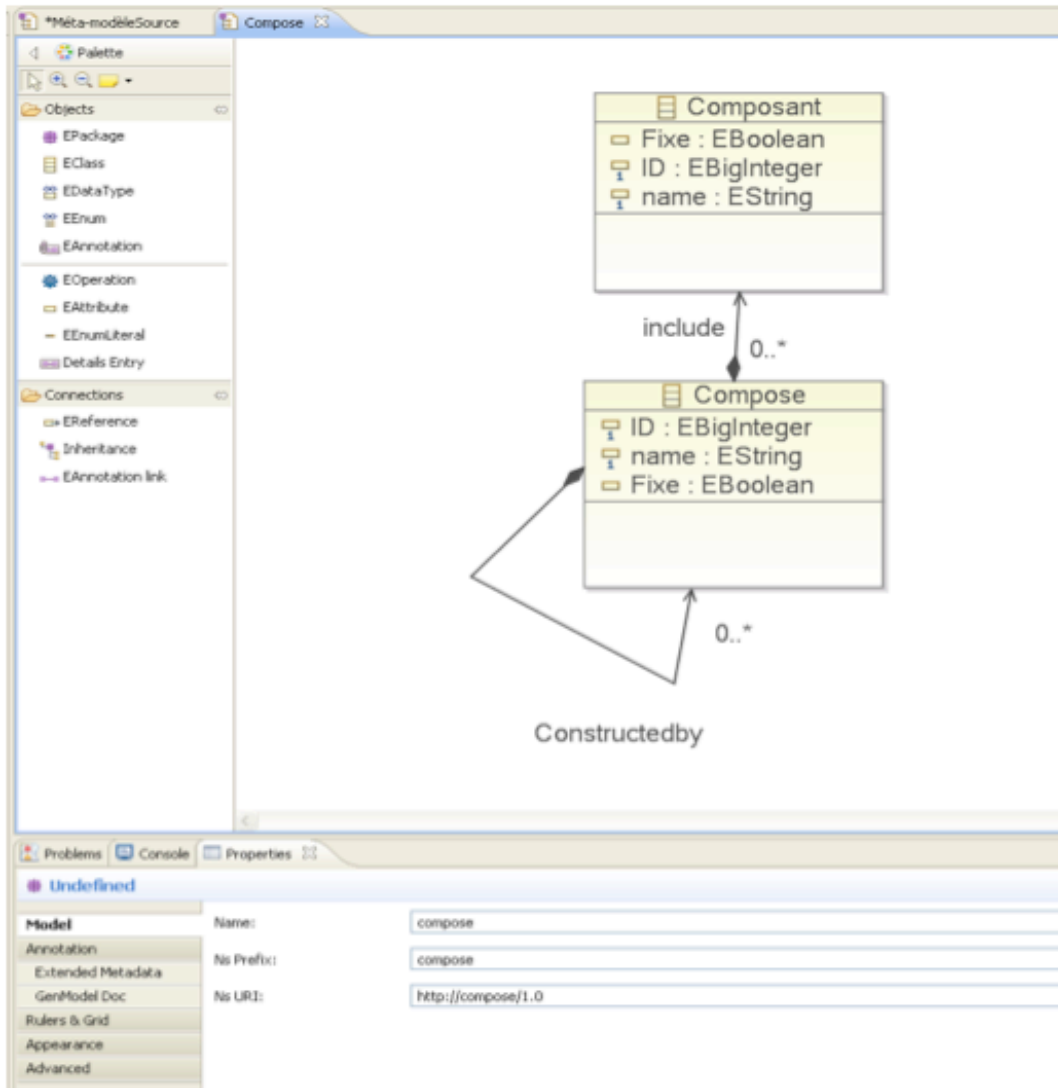 *Méta-modèleSource
Compose
Palette
Objects
EPackage
EClass
EDataType
EEnum
EAnnotation
EOperation
EAttribute
EEnumLiteral
Details Entry
Connections
EReference
Inheritance
EAnnotation link
Composant
Fixe : EBoolean
ID : EBigInteger
name : EString
include
0..*
Compose
ID : EBigInteger
name : EString
Fixe : EBoolean
0..*
Constructedby
Problems Console Properties
Undefined
Model
Annotation
Extended Metadata
GenModel Doc
Rulers & Grid
Appearance
Advanced
Name: compose
Ns Prefix: compose
Ns URI: http://compose/1.0